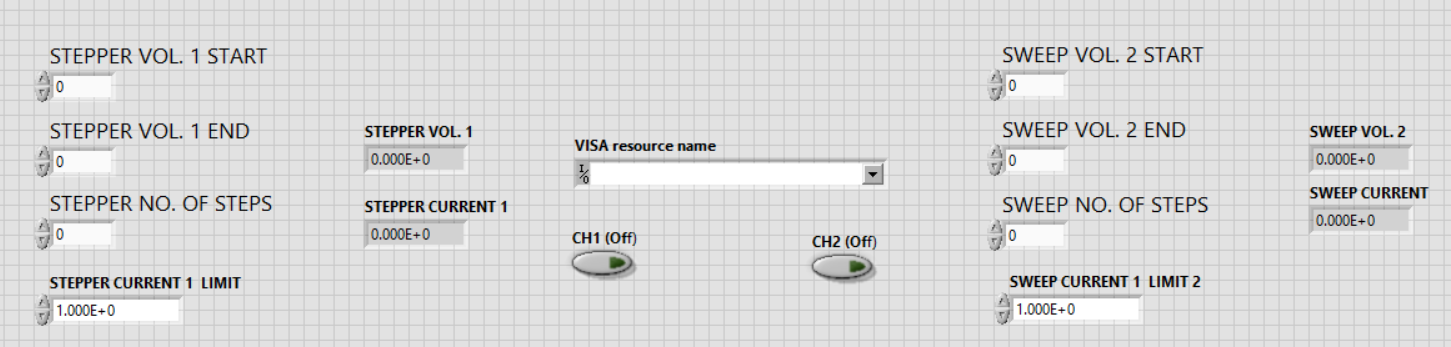 STEPPER VOL. 1 START
0
STEPPER VOL. 1 END
0
STEPPER NO. OF STEPS
0
STEPPER CURRENT 1  LIMIT
1.000E+0
STEPPER VOL. 1
0.000E+0
STEPPER CURRENT 1
0.000E+0
VISA resource name
I/0
CH1 (Off)
CH2 (Off)
SWEEP VOL. 2 START
0
SWEEP VOL. 2 END
0
SWEEP NO. OF STEPS
0
SWEEP CURRENT 1  LIMIT 2
1.000E+0
SWEEP VOL. 2
0.000E+0
SWEEP CURRENT
0.000E+0